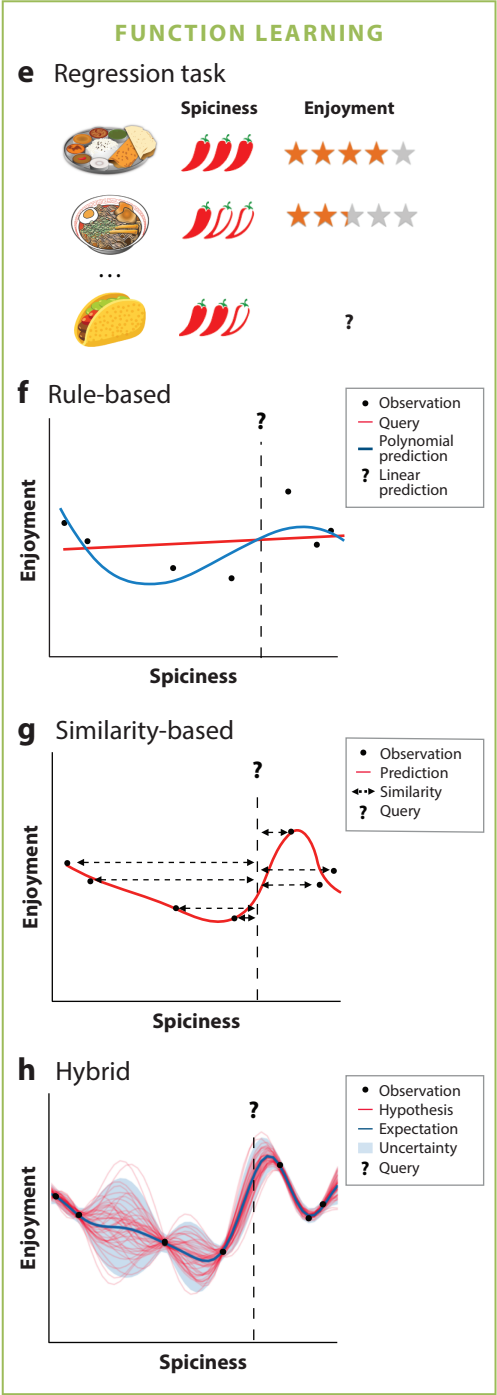 FUNCTION LEARNING
e Regression task
Spiciness Enjoyment
...
?
f Rule-based
?
Observation
Query
Polynomial
prediction
? Linear
prediction
Enjoyment
Spiciness
g Similarity-based
?
Observation
Prediction
Similarity
? Query
Enjoyment
Spiciness
h Hybrid
?
Observation
Hypothesis
Expectation
Uncertainty
? Query
Enjoyment
Spiciness